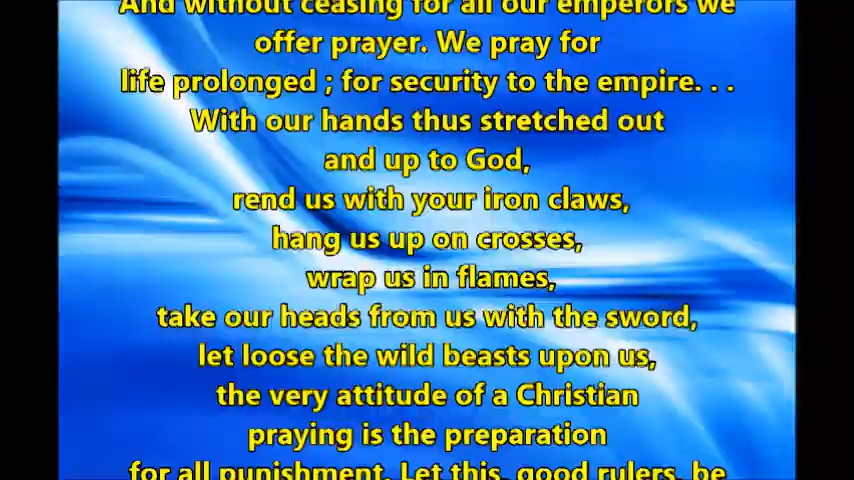 And without ceasing for all our emperors we
offer prayer. We pray for
life prolonged ; for security to the empire. . .
With our hands thus stretched out
and up to God,
rend us with your iron claws,
hang us up on crosses,
wrap us in flames,
take our heads from us with the sword,
let loose the wild beasts upon us,
the very attitude of a Christian
praying is the preparation
for all punishment. Let this, good rulers, be